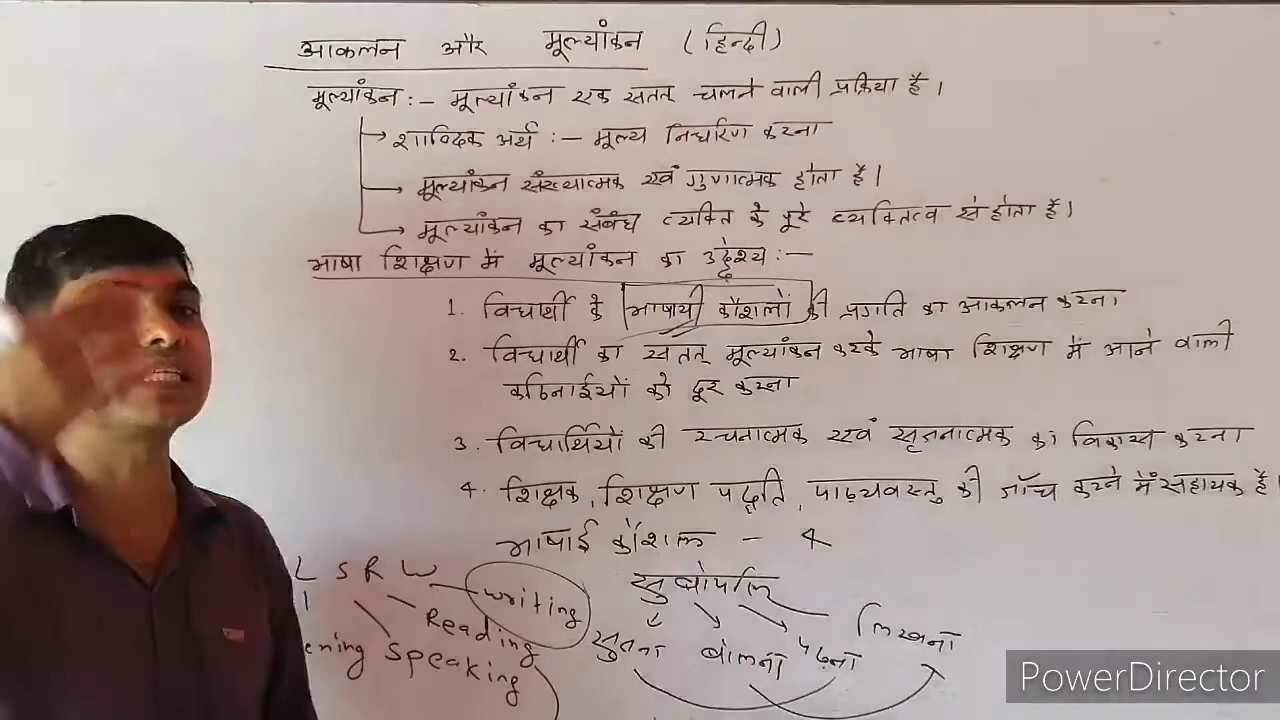 आकलन और मूल्यांकन (हिन्दी)
मूल्यांकन :- मूल्यांकन एक सतत् चलने वाली प्रक्रिया है।
शाब्दिक अर्थ :- मूल्य निर्धारण करना
मूल्यांकन संख्यात्मक एवं गुणात्मक होता है।
मूल्यांकन का संबंध व्यक्ति के पूरे व्यक्तित्व से होता है।
भाषा शिक्षण में मूल्यांकन का उद्देश्य :-
1. विद्यार्थी के भाषायी कौशलों की प्रगति का आकलन करना
2. विद्यार्थी का सतत् मूल्यांकन करके भाषा शिक्षण में आने वाली
कठिनाईयों को दूर करना
3. विद्यार्थियों की रचनात्मक एवं सृजनात्मक का विकास करना
4. शिक्षक, शिक्षण पद्धति, पाठ्यवस्तु की जाँच करने में सहायक है।
भाषाई कौशल - 4
L S R W
writing
Reading
ening Speaking
सुबोपलि
सुनना बोलना पढ़ना लिखना
PowerDirector